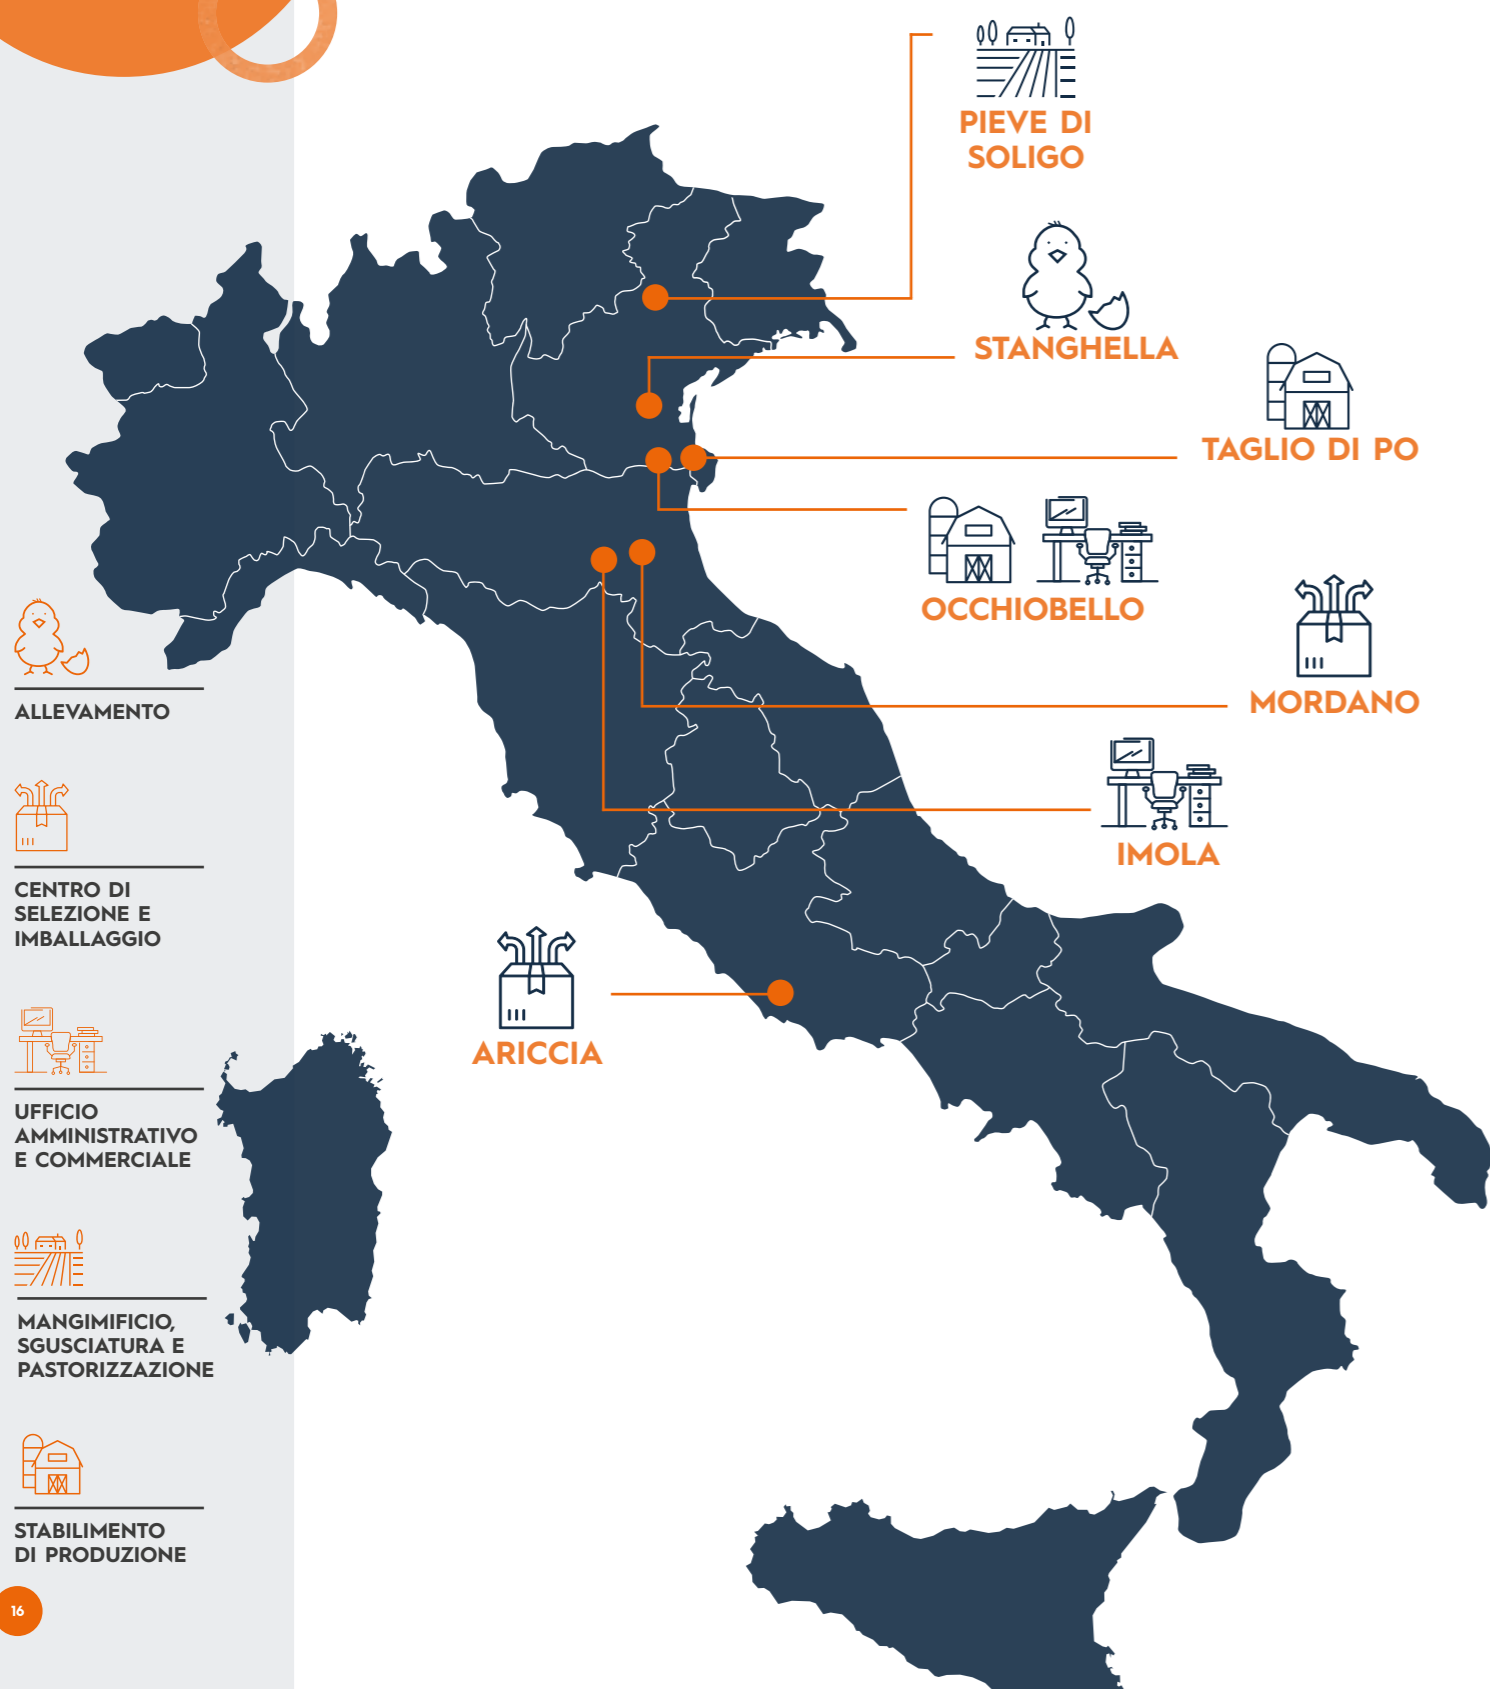 PIEVE DI
SOLIGO
STANGHELLA
TAGLIO DI PO
OCCHIOBELLO
MORDANO
IMOLA
ARICCIA
ALLEVAMENTO
CENTRO DI
SELEZIONE E
IMBALLAGGIO
UFFICIO
AMMINISTRATIVO
E COMMERCIALE
MANGIMIFICIO,
SGUSCIATURA E
PASTORIZZAZIONE
STABILIMENTO
DI PRODUZIONE
16